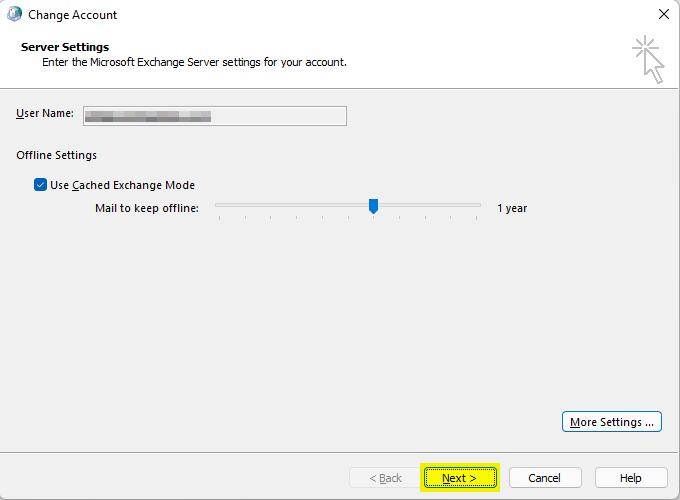 Change Account
Server Settings
Enter the Microsoft Exchange Server settings for your account.
User Name:
Offline Settings
Use Cached Exchange Mode
Mail to keep offline: 1 year
More Settings ...
< Back Next > Cancel Help